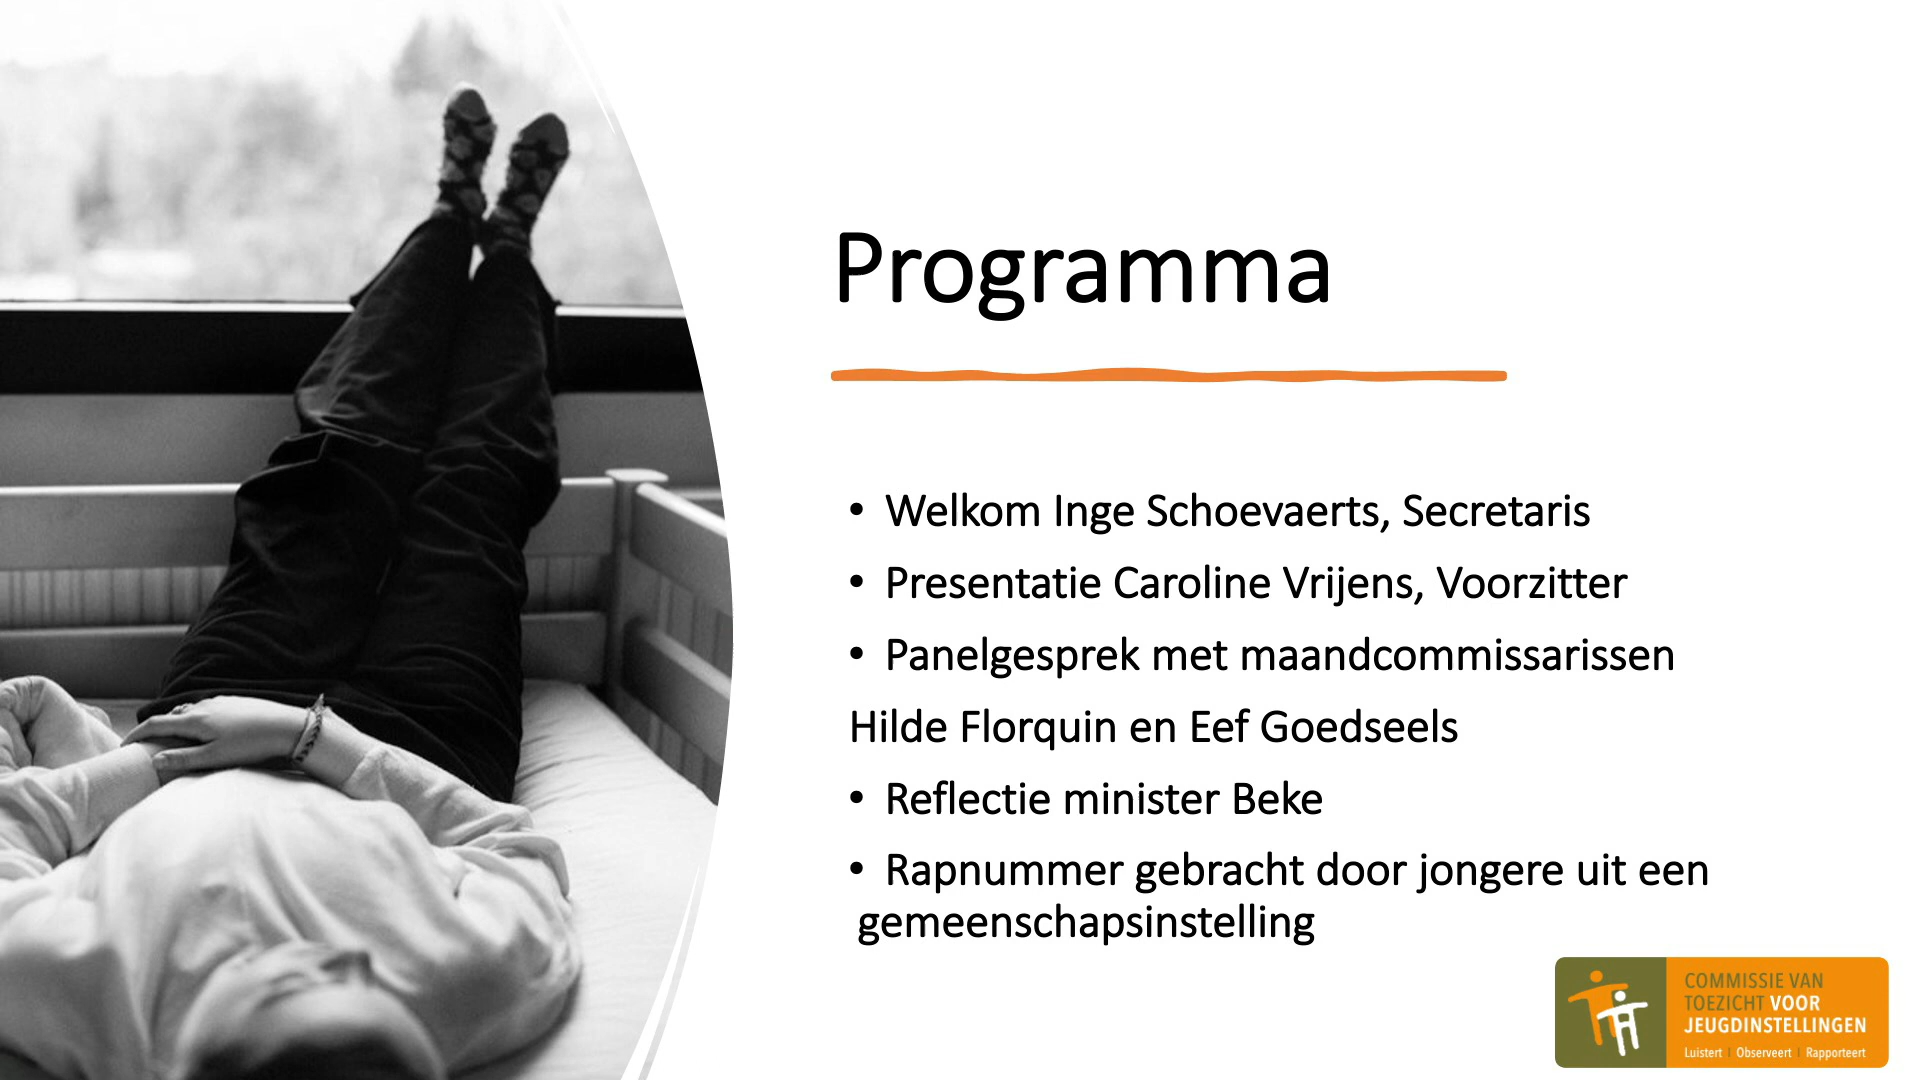 Programma
• Welkom Inge Schoevaerts, Secretaris
• Presentatie Caroline Vrijens, Voorzitter
• Panelgesprek met maandcommissarissen
Hilde Florquin en Eef Goedseels
• Reflectie minister Beke
• Rapnummer gebracht door jongere uit een
gemeenschapsinstelling
COMMISSIE VAN
TOEZICHT VOOR
JEUGDINSTELLINGEN
Luistert | Observeert | Rapporteert